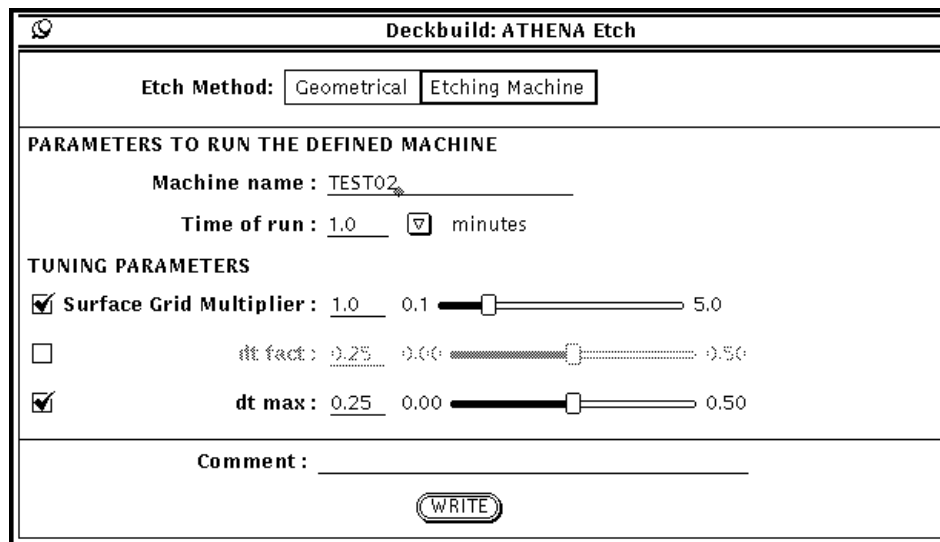 Deckbuild: ATHENA Etch
Etch Method: Geometrical Etching Machine
PARAMETERS TO RUN THE DEFINED MACHINE
Machine name : TEST02
Time of run : 1.0 minutes
TUNING PARAMETERS
Surface Grid Multiplier : 1.0 0.1 5.0
dt fact : 0.25 0.00 0.50
dt max : 0.25 0.00 0.50
Comment :
WRITE